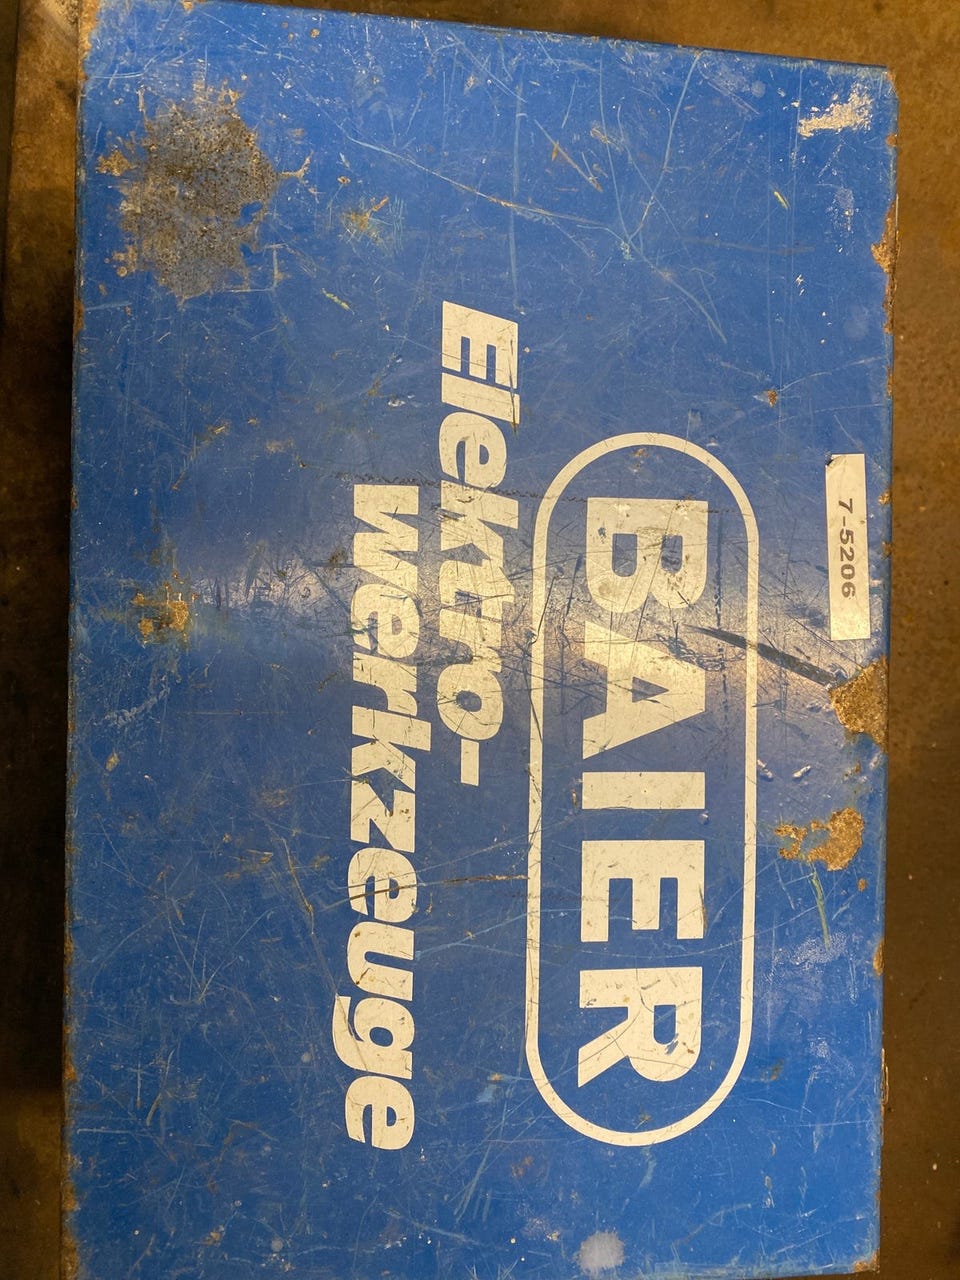 7-5206
BAIER
Elektro-
werkzeuge